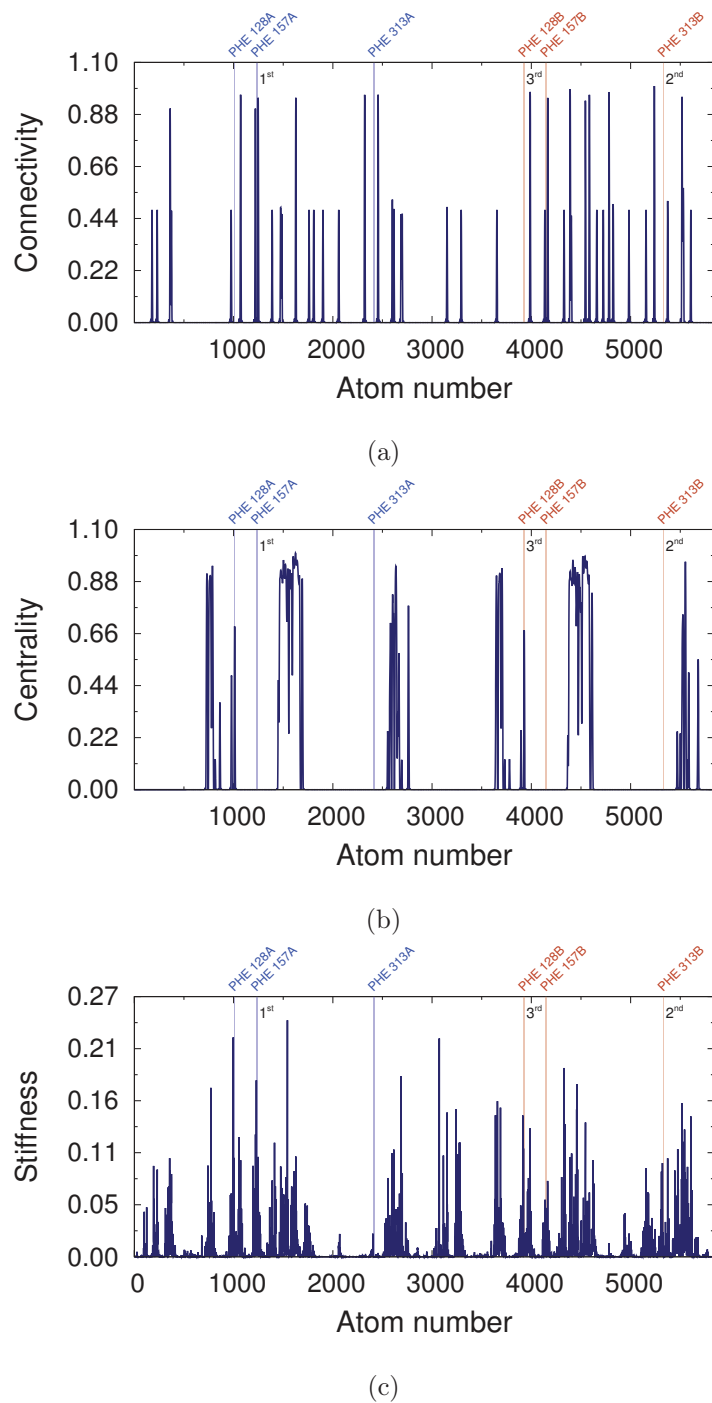 PHE 128A PHE 157A PHE 313A PHE 128B PHE 157B PHE 313B
1.10 1st 3rd 2nd
0.88
0.66
0.44
0.22
0.00
Connectivity
1000 2000 3000 4000 5000
Atom number
(a)
PHE 128A PHE 157A PHE 313A PHE 128B PHE 157B PHE 313B
1.10 1st 3rd 2nd
0.88
0.66
0.44
0.22
0.00
Centrality
1000 2000 3000 4000 5000
Atom number
(b)
PHE 128A PHE 157A PHE 313A PHE 128B PHE 157B PHE 313B
0.27 1st 3rd 2nd
0.21
0.16
0.11
0.05
0.00
Stiffness
0 1000 2000 3000 4000 5000
Atom number
(c)